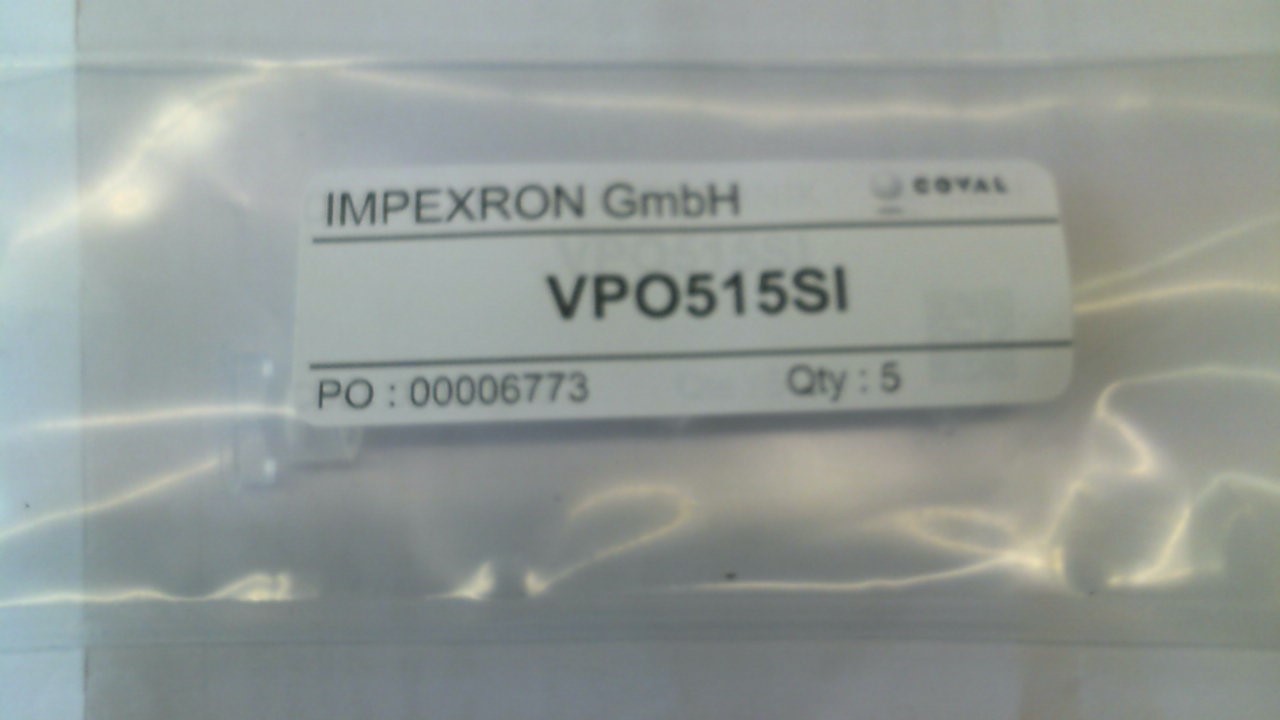 IMPEXRON GmbH COVAL
VPO515SI
PO : 00006773 Qty : 5